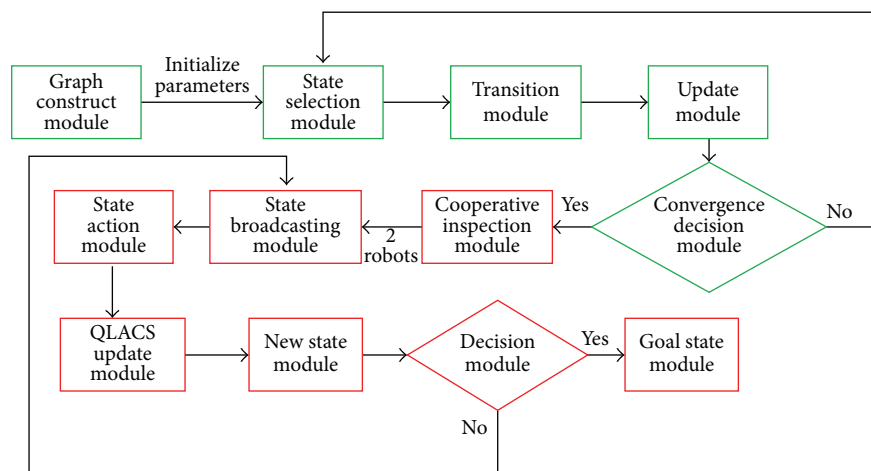 Graph
construct
module
Initialize
parameters
State
selection
module
Transition
module
Update
module
State
action
module
State
broadcasting
module
2
robots
Cooperative
inspection
module
Yes
Convergence
decision
module
No
QLACS
update
module
New state
module
Decision
module
Yes
Goal state
module
No